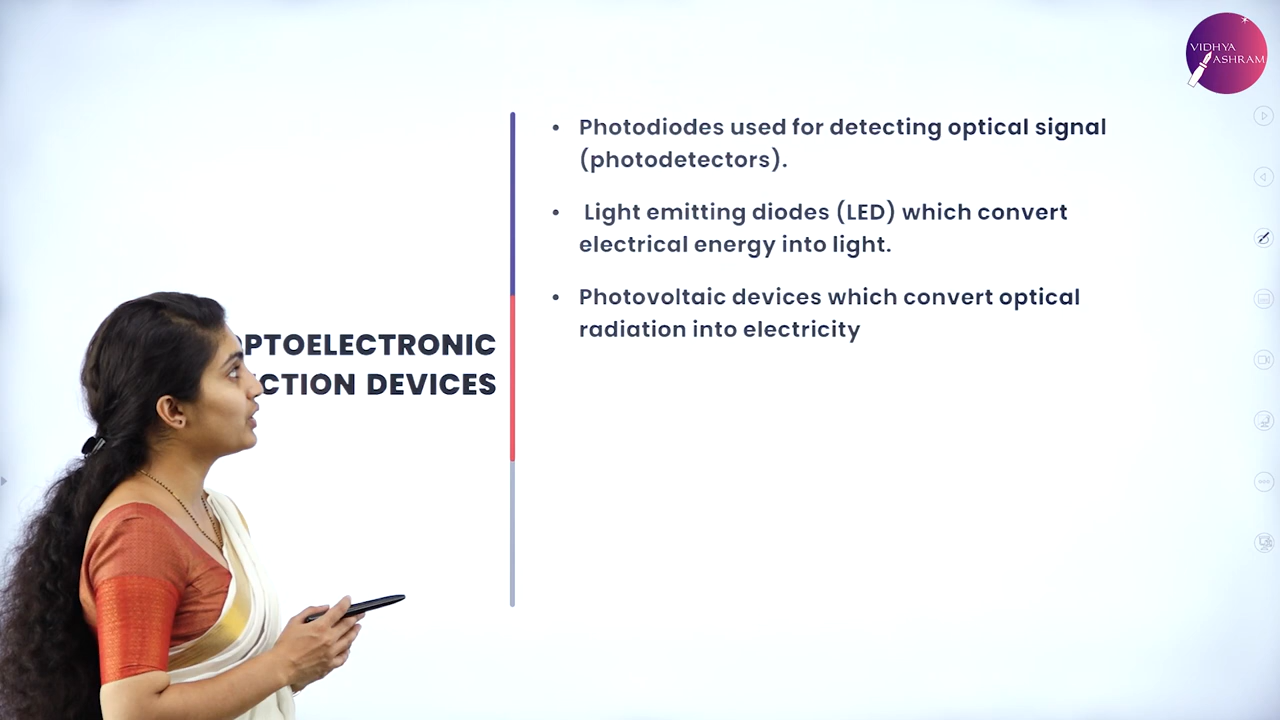 VIDHYA
ASHRAM
PTOELECTRONIC
CTION DEVICES
• Photodiodes used for detecting optical signal
(photodetectors).
• Light emitting diodes (LED) which convert
electrical energy into light.
• Photovoltaic devices which convert optical
radiation into electricity